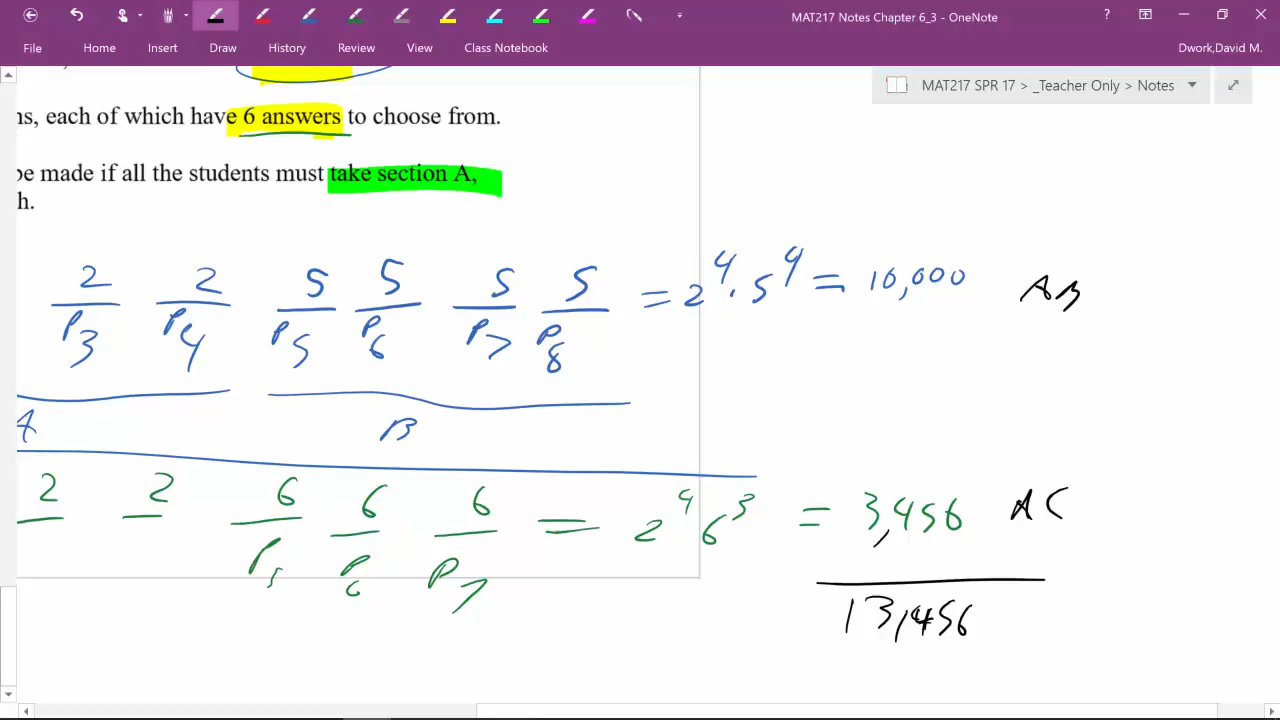 MAT217 Notes Chapter 6_3 - OneNote
? Dwork,David M.
File Home Insert Draw History Review View Class Notebook
MAT217 SPR 17 > _Teacher Only > Notes
ns, each of which have 6 answers to choose from.
be made if all the students must take section A,
h.
2 2 5 5 5 5 = 2^4 · 5^4 = 10,000 AB
P3 P4 P5 P6 P7 P8
A B
2 2 6 6 6 = 2^4 6^3 = 3,456 AC
P5 P6 P7
13,456